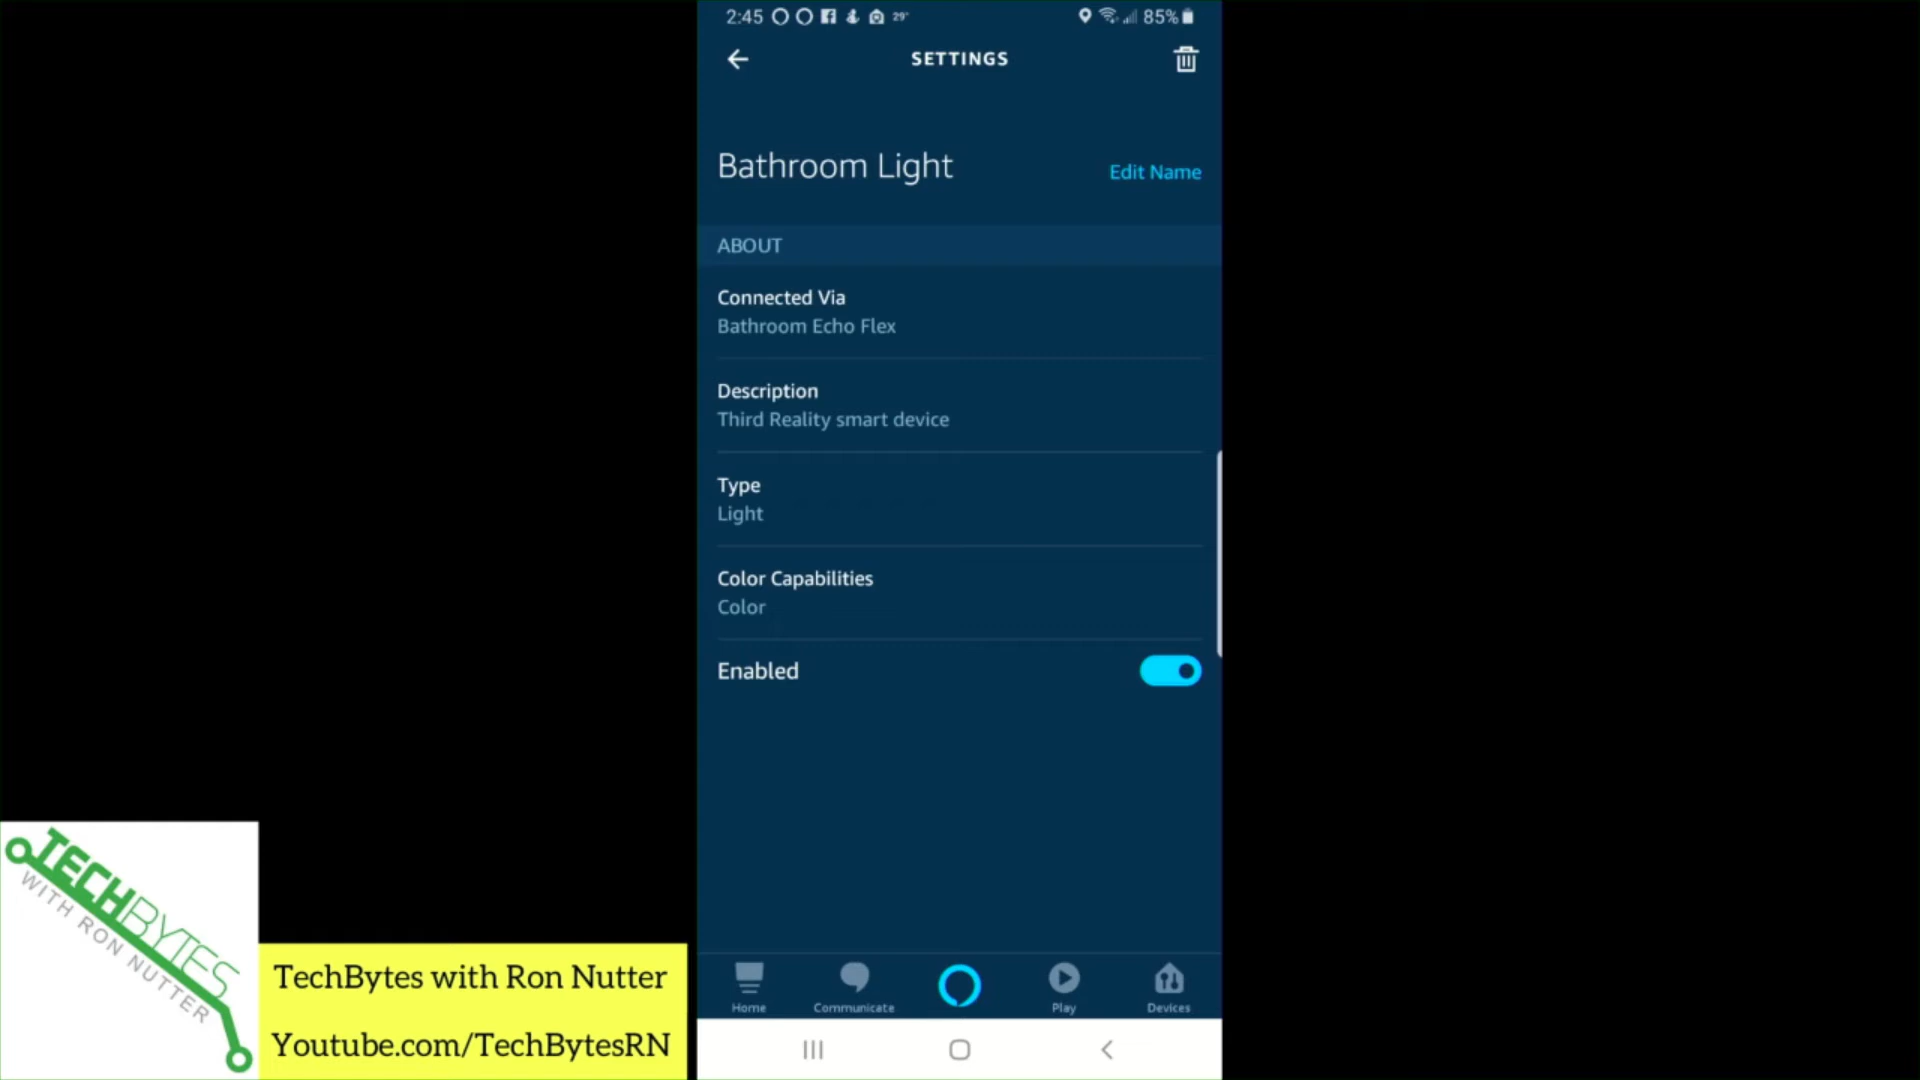 2:45 29° 85%
SETTINGS
Bathroom Light
Edit Name
ABOUT
Connected Via
Bathroom Echo Flex
Description
Third Reality smart device
Type
Light
Color Capabilities
Color
Enabled
Home
Communicate
Play
Devices
TECHBYTES
WITH RON NUTTER
TechBytes with Ron Nutter
Youtube.com/TechBytesRN